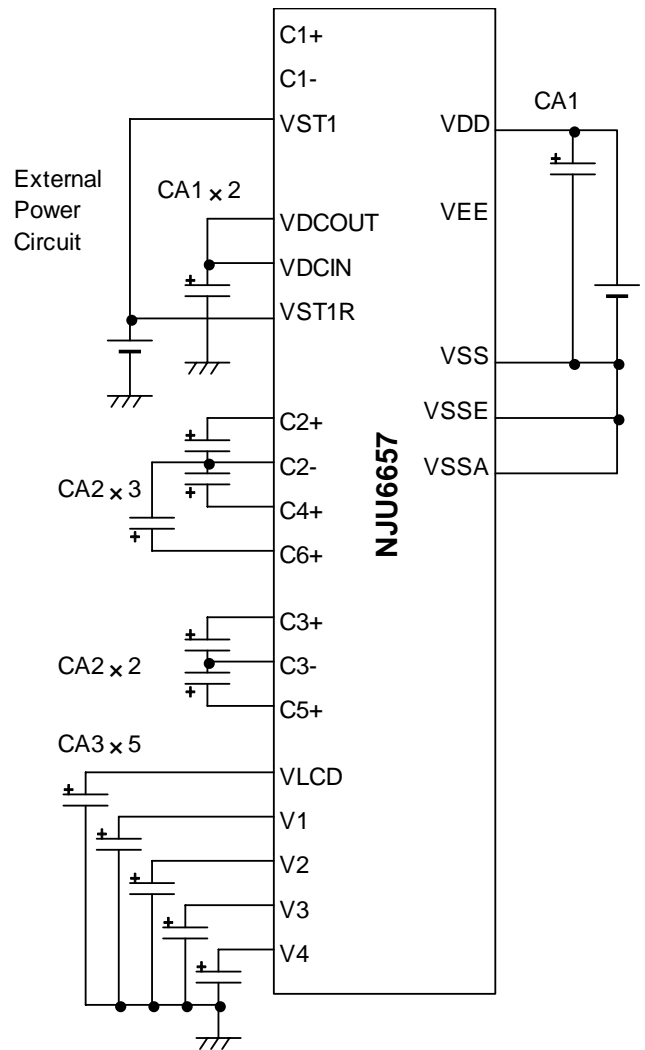 C1+
C1-
VST1
VDD
CA1
External
Power
Circuit
CA1 × 2
VDCOUT
VEE
VDCIN
VST1R
VSS
C2+
VSSE
C2-
VSSA
CA2 × 3
C4+
C6+
NJU6657
C3+
CA2 × 2
C3-
C5+
CA3 × 5
VLCD
V1
V2
V3
V4
+
+
+
+
+
+
+
+
+
+
+
+